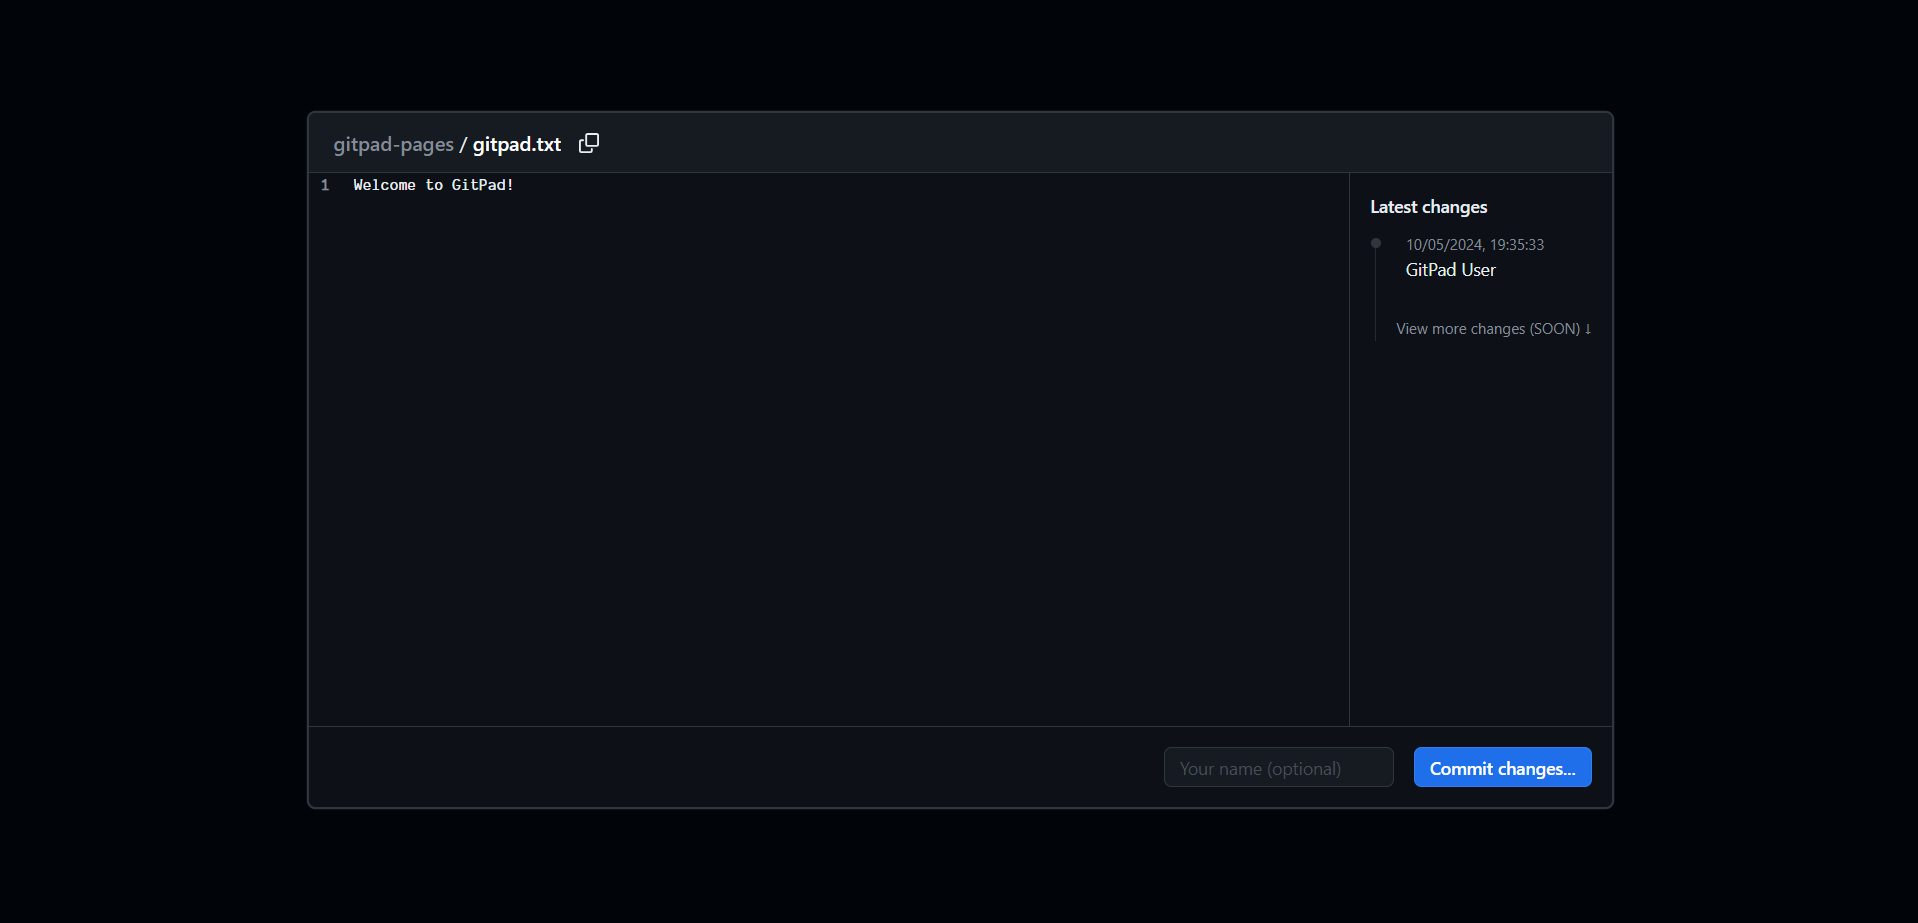 gitpad-pages / gitpad.txt
1 Welcome to GitPad!
Latest changes
10/05/2024, 19:35:33
GitPad User
View more changes (SOON) ↓
Your name (optional)
Commit changes...